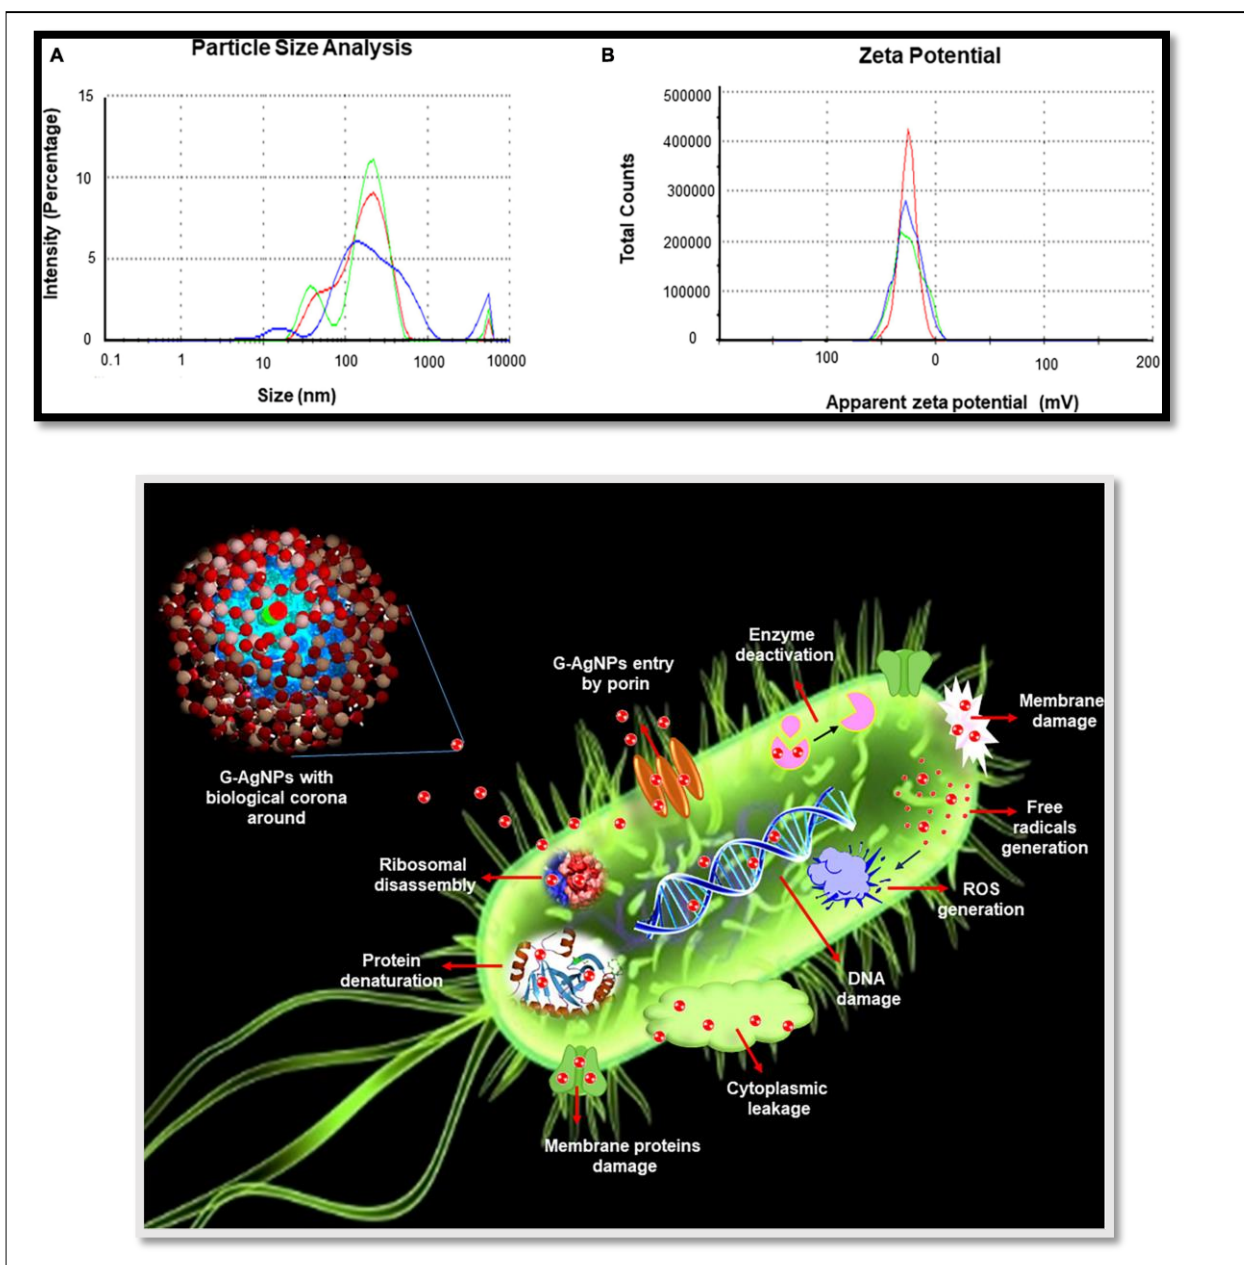 A
Particle Size Analysis
15
10
5
0
Intensity (Percentage)
0.1 1 10 100 1000 10000
Size (nm)
B
Zeta Potential
500000
400000
300000
200000
100000
0
Total Counts
100 0 100 200
Apparent zeta potential (mV)
G-AgNPs with
biological corona
around
G-AgNPs entry
by porin
Enzyme
deactivation
Membrane
damage
Free
radicals
generation
ROS
generation
Ribosomal
disassembly
Protein
denaturation
DNA
damage
Cytoplasmic
leakage
Membrane proteins
damage